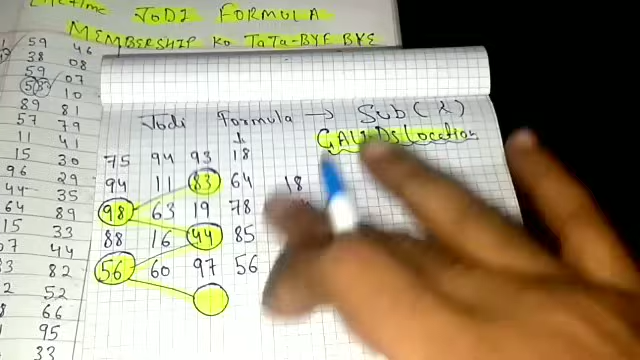 Lifetime JODI FORMULA
MEMBERSHIP KO TATA-BYE BYE
59 46
38 08
59 07
58 10
89 81
57 79
11 41
15 30
96 29
44 35
64 89
15 33
07 44
33 82
2 52
8 66
95
33
Jodi Formula → Sub (2)
GALI-DS Location
75 94 93 18
94 11 83 64 18
98 63 19 78
88 16 44 85
56 60 97 56